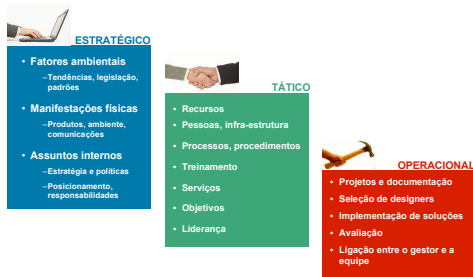 ESTRATÉGICO
• Fatores ambientais
–Tendências, legislação,
padrões
• Manifestações físicas
–Produtos, ambiente,
comunicações
• Assuntos internos
–Estratégia e políticas
–Posicionamento,
responsabilidades
TÁTICO
• Recursos
• Pessoas, infra-estrutura
• Processos, procedimentos
• Treinamento
• Serviços
• Objetivos
• Liderança
OPERACIONAL
• Projetos e documentação
• Seleção de designers
• Implementação de soluções
• Avaliação
• Ligação entre o gestor e a
equipe